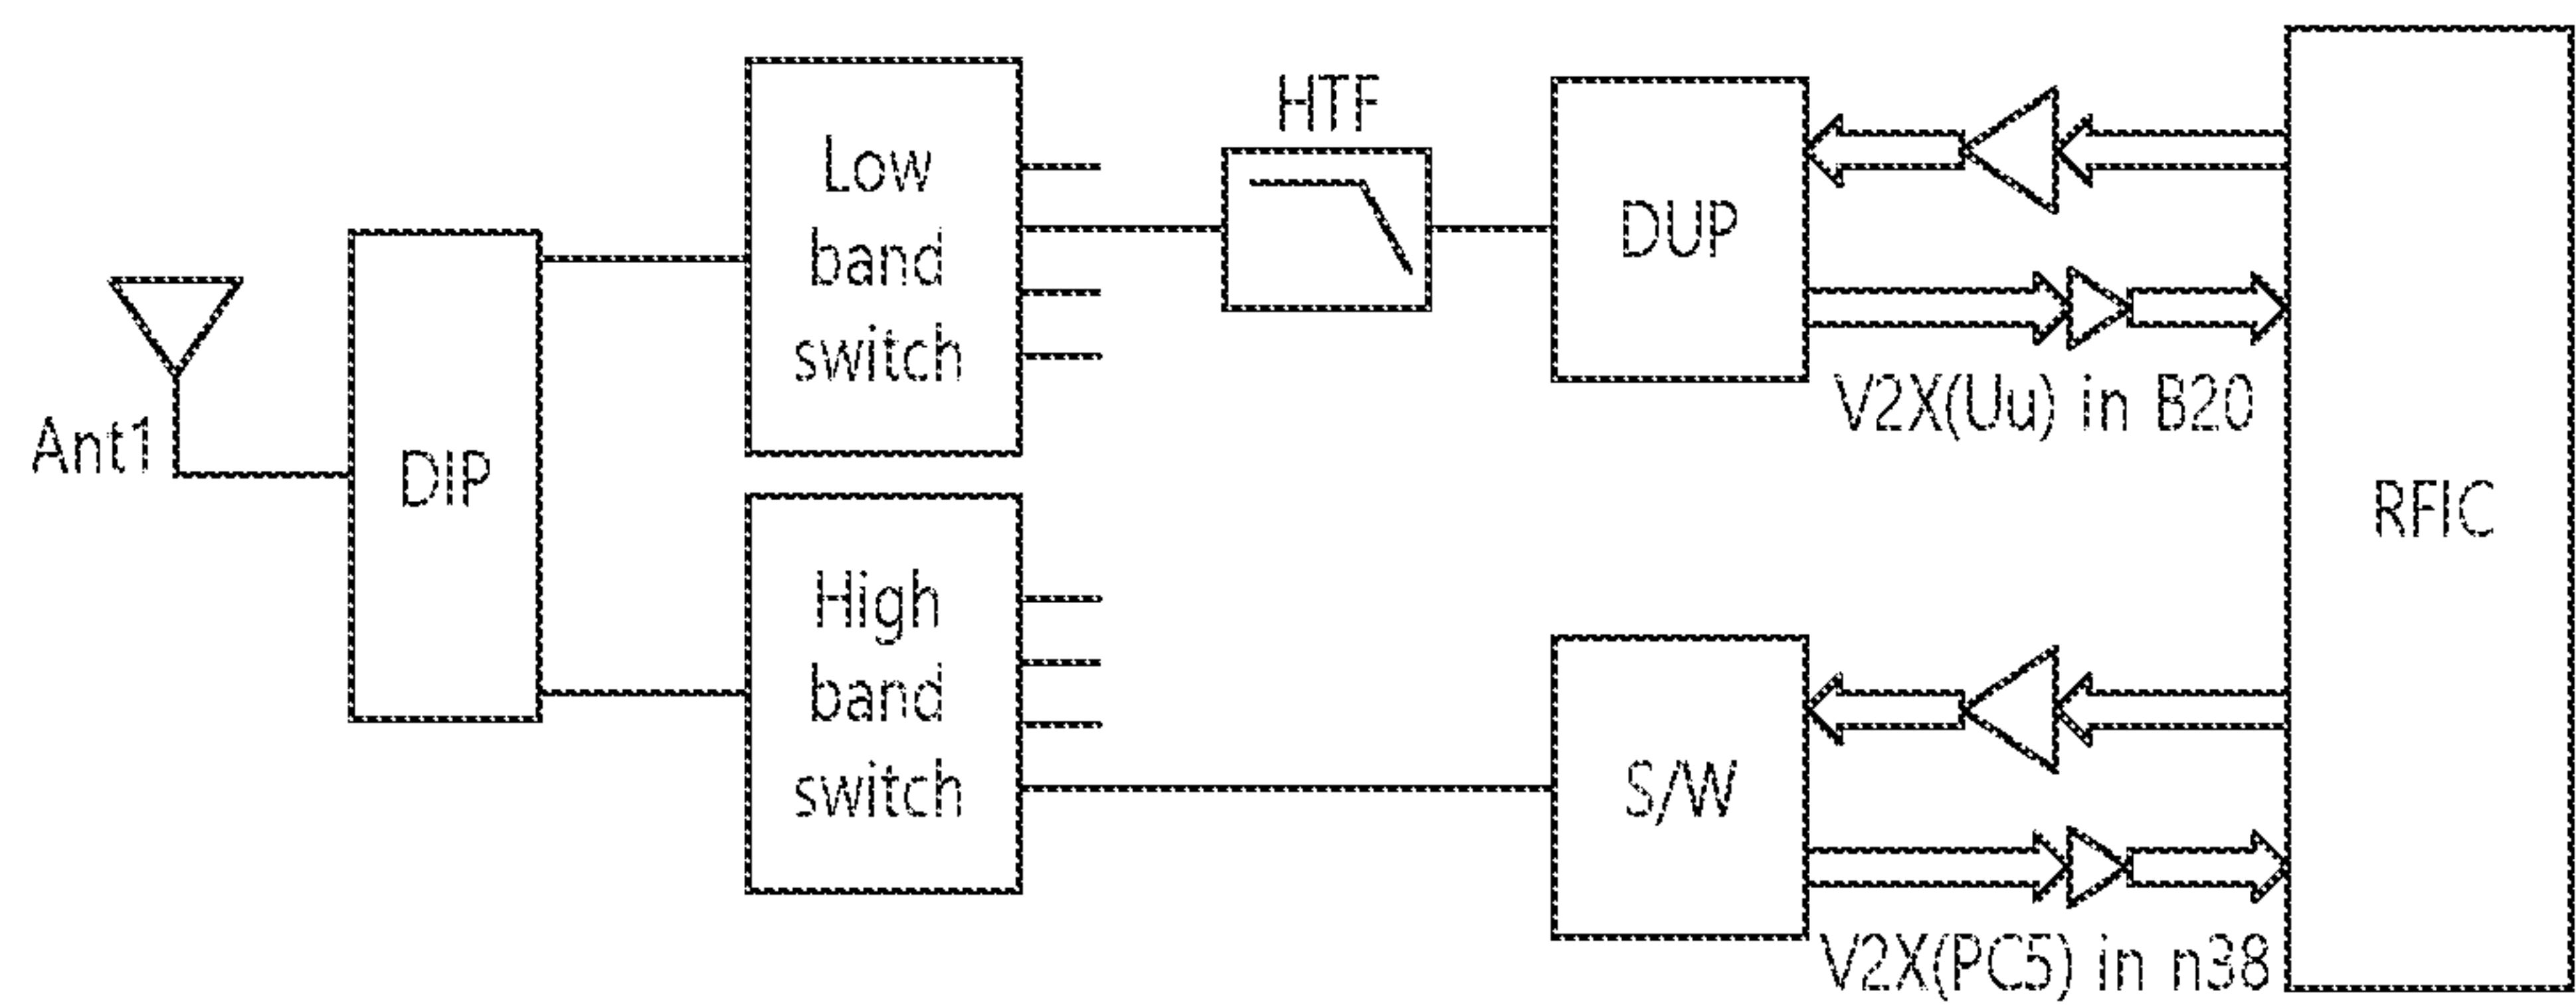 Ant1
DIP
Low
band
switch
High
band
switch
HTF
DUP
S/W
V2X(Uu) in B20
V2X(PC5) in n38
RFIC